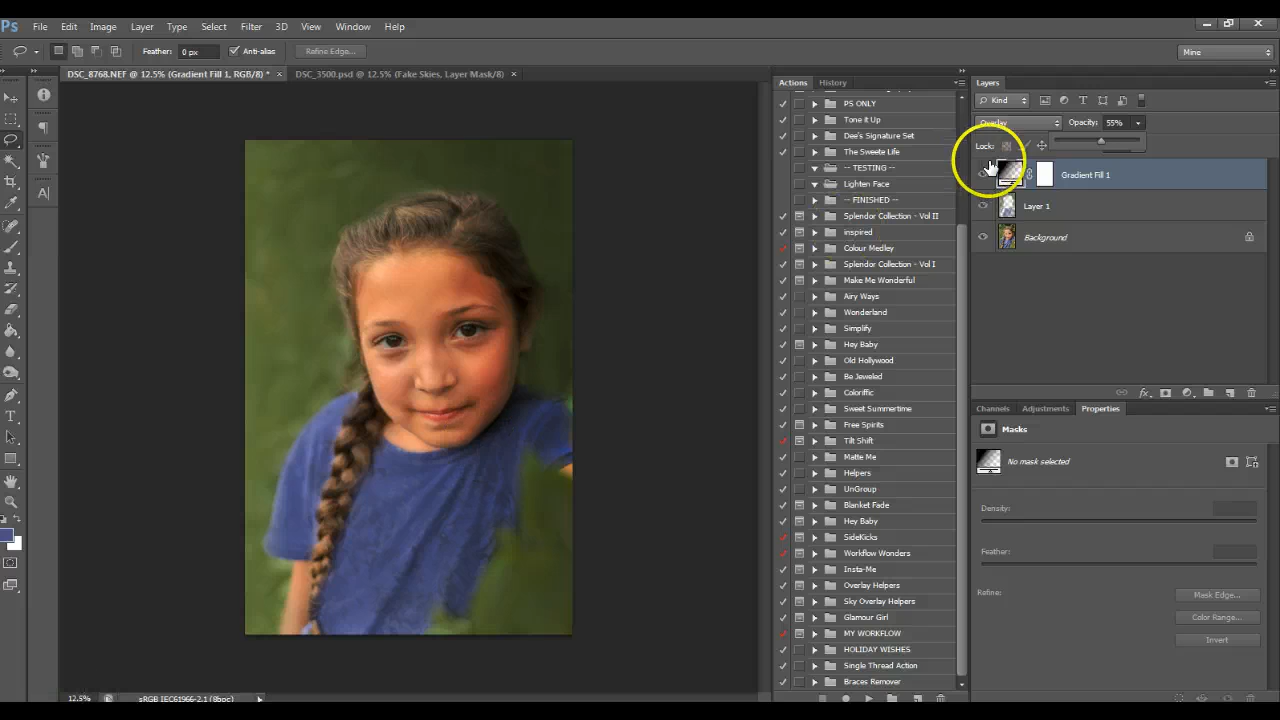 Ps File Edit Image Layer Type Select Filter 3D View Window Help
Feather: 0 px Anti-alias Refine Edge... Mine
DSC_8768.NEF @ 12.5% (Gradient Fill 1, RGB/8) * × DSC_3500.psd @ 12.5% (Fake Skies, Layer Mask/8) ×
Actions History
PS ONLY
Tone it Up
Dee's Signature Set
The Sweete Life
-- TESTING --
Lighten Face
-- FINISHED --
Splendor Collection - Vol II
inspired
Colour Medley
Splendor Collection - Vol I
Make Me Wonderful
Airy Ways
Wonderland
Simplify
Hey Baby
Old Hollywood
Be Jeweled
Coloriffic
Sweet Summertime
Free Spirits
Tilt Shift
Matte Me
Helpers
UnGroup
Blanket Fade
Hey Baby
SideKicks
Workflow Wonders
Insta-Me
Overlay Helpers
Sky Overlay Helpers
Glamour Girl
MY WORKFLOW
HOLIDAY WISHES
Single Thread Action
Braces Remover
Layers
Kind
Overlay Opacity: 55%
Lock:
Gradient Fill 1
Layer 1
Background
Channels Adjustments Properties
Masks
No mask selected
Density:
Feather:
Refine: Mask Edge...
Color Range...
Invert
12.5% sRGB IEC61966-2.1 (8bpc)